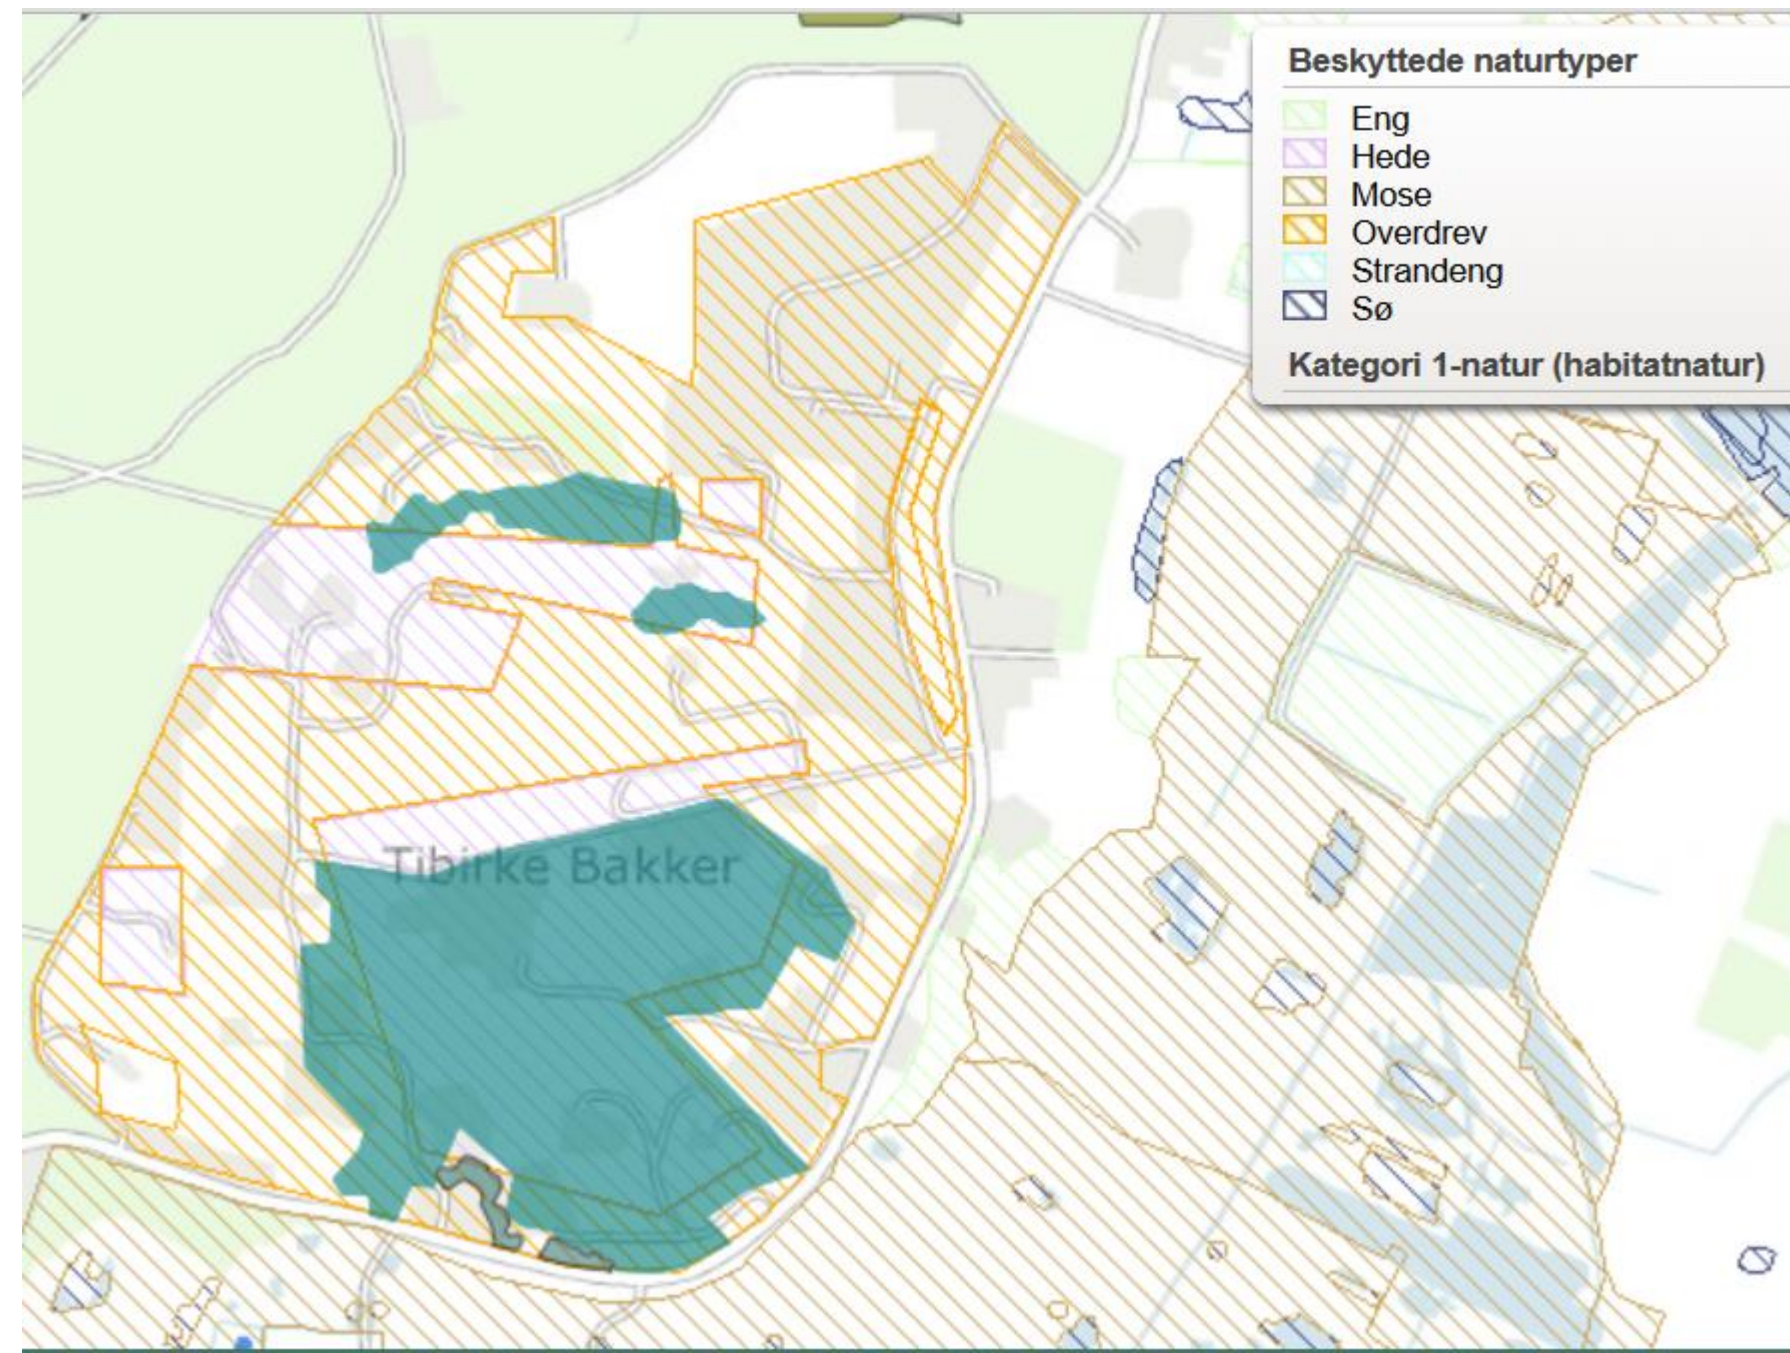 Beskyttede naturtyper
Eng
Hede
Mose
Overdrev
Strandeng
Sø
Kategori 1-natur (habitatnatur)
Tibirke Bakker